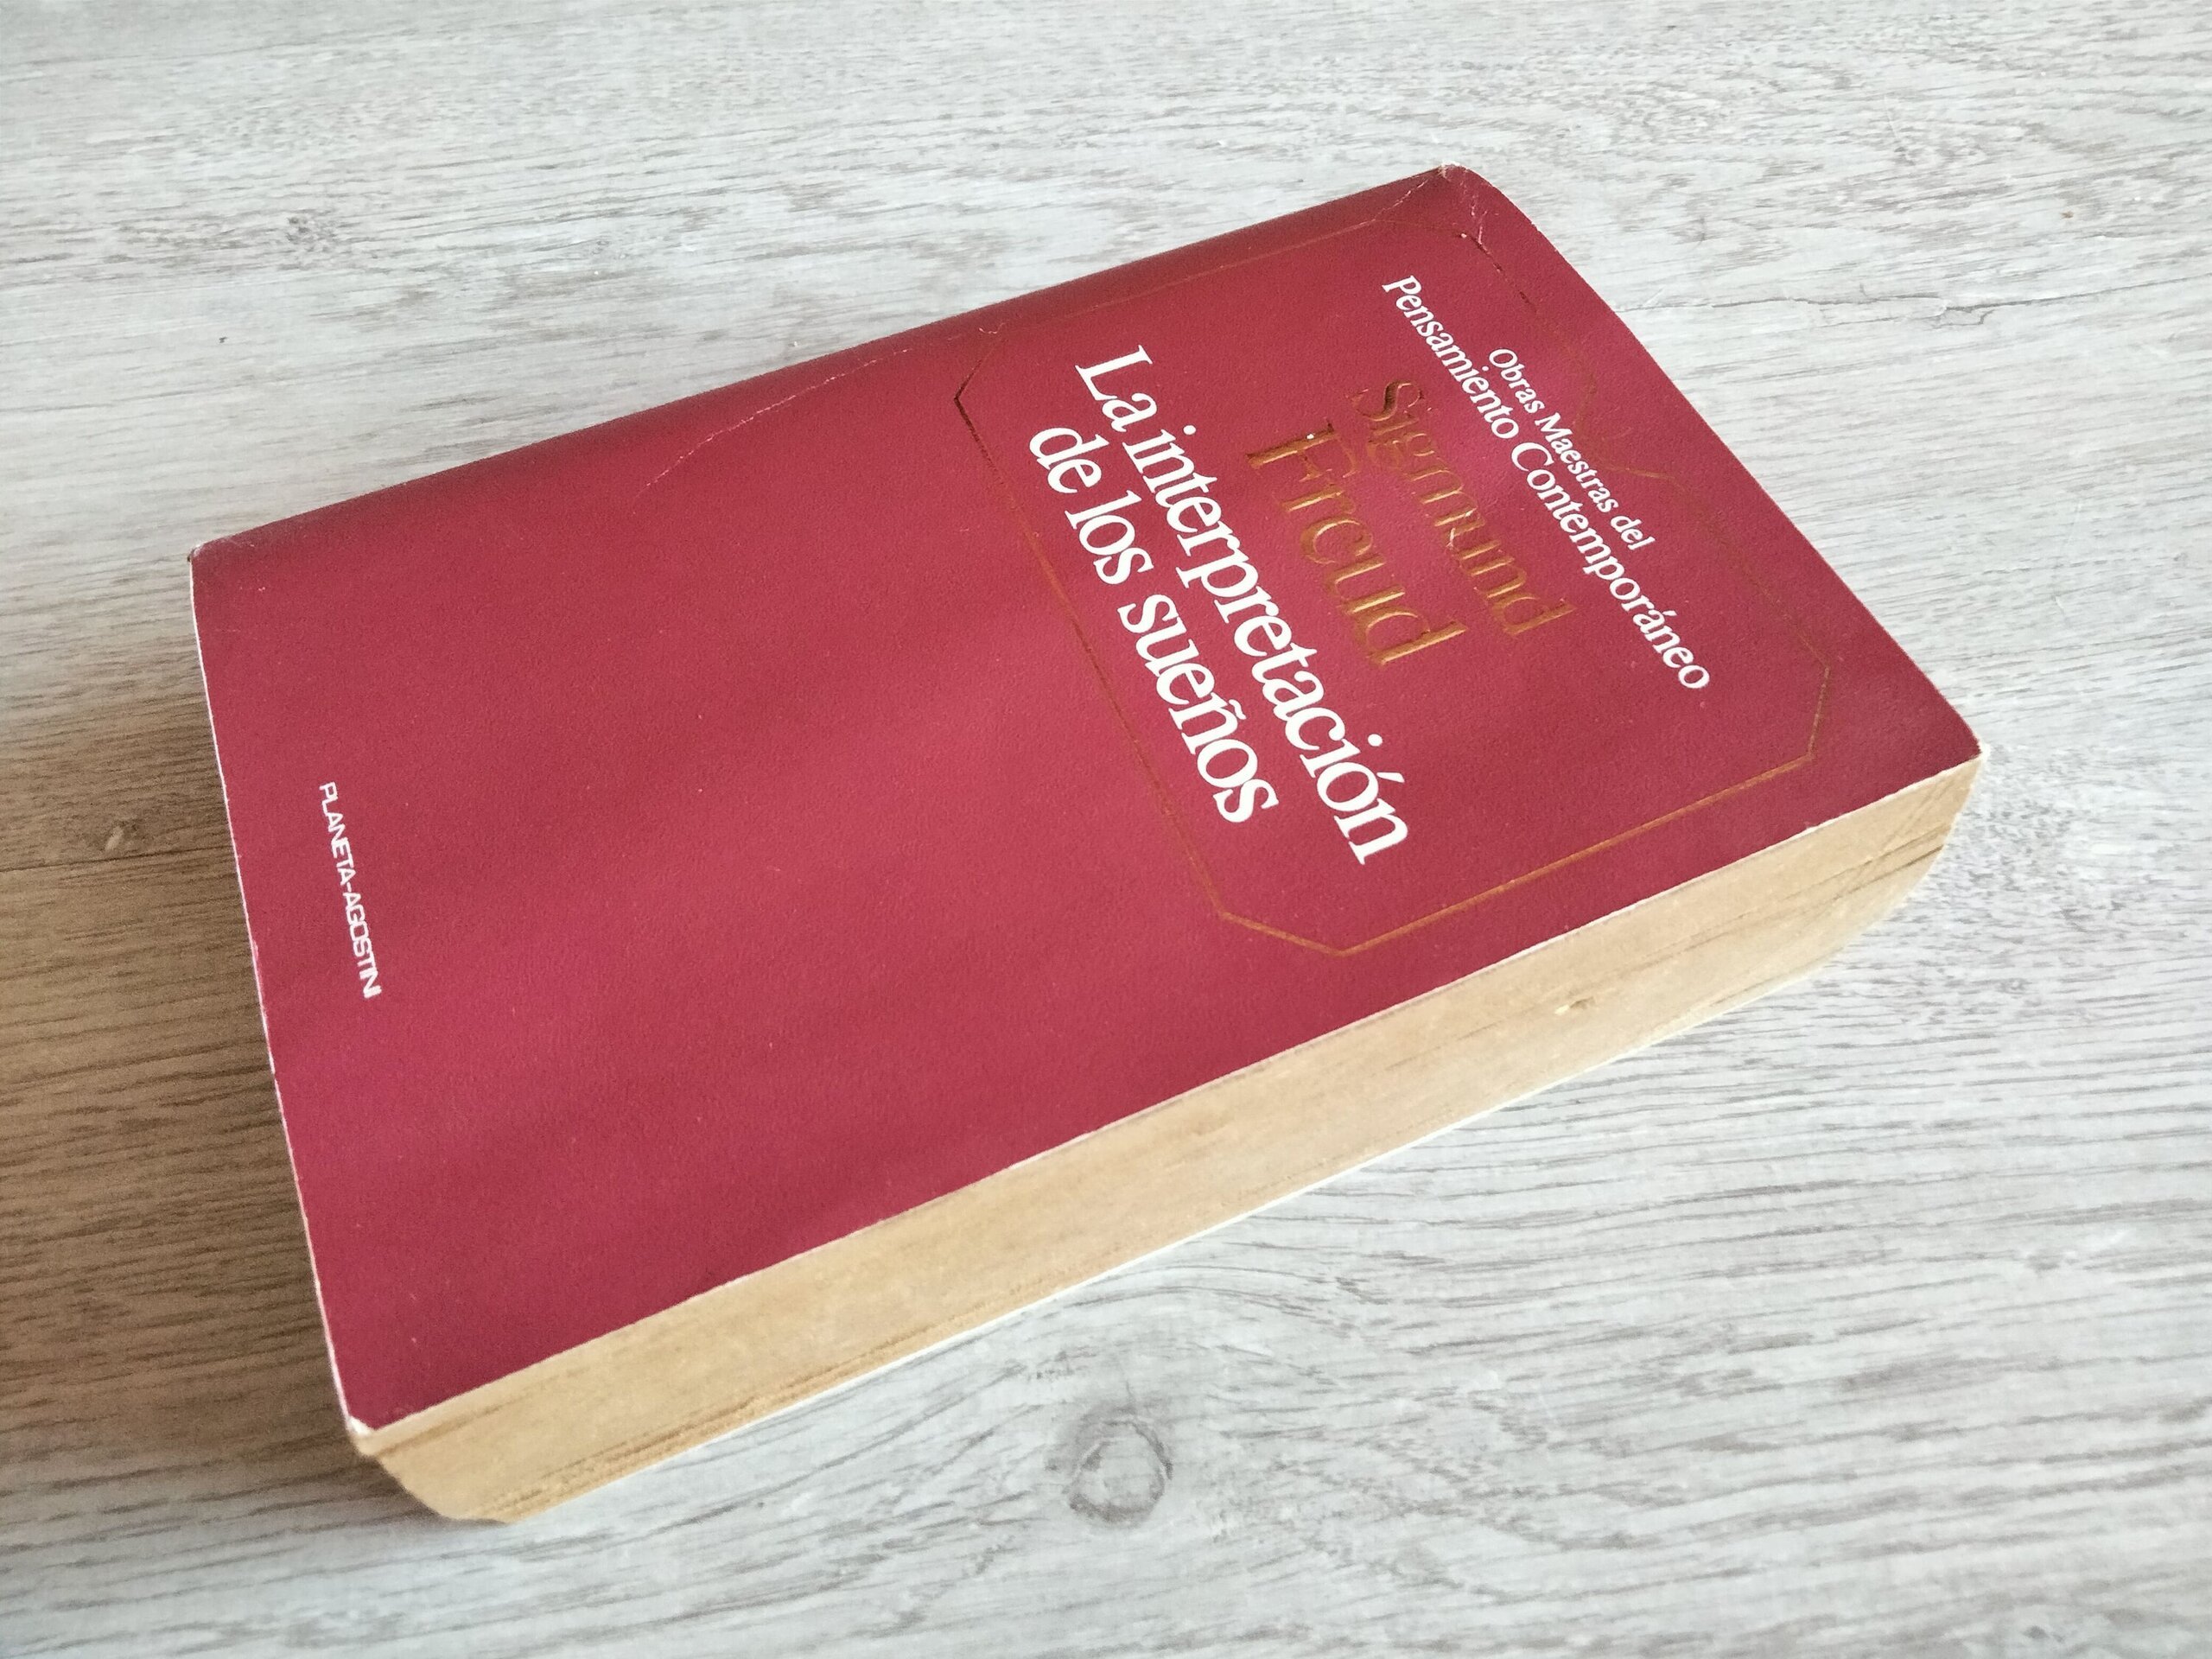 Obras Maestras del
Pensamiento Contemporáneo
Sigmund
Freud
La interpretación
de los sueños
PLANETA-AGOSTINI